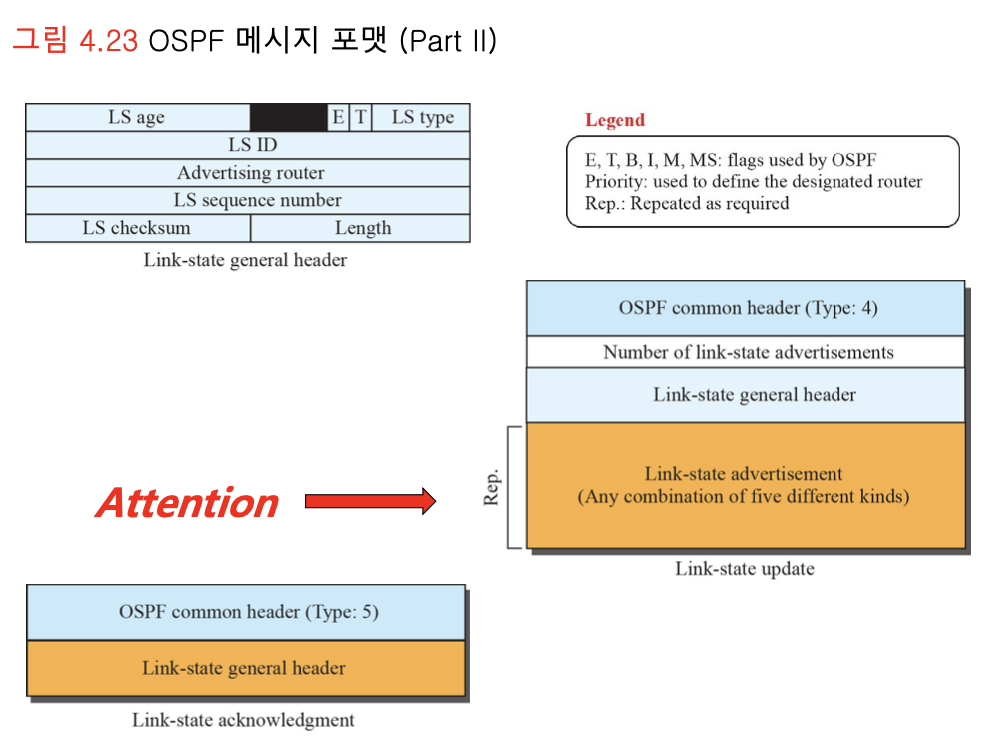 그림 4.23 OSPF 메시지 포맷 (Part II)
LS age E T LS type
LS ID
Advertising router
LS sequence number
LS checksum Length
Link-state general header
Legend
E, T, B, I, M, MS: flags used by OSPF
Priority: used to define the designated router
Rep.: Repeated as required
OSPF common header (Type: 4)
Number of link-state advertisements
Link-state general header
Rep.
Link-state advertisement
(Any combination of five different kinds)
Link-state update
Attention
OSPF common header (Type: 5)
Link-state general header
Link-state acknowledgment